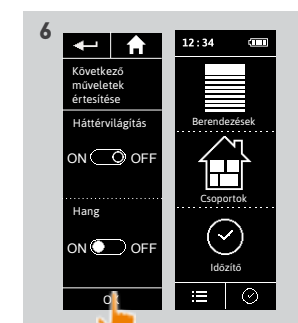 6
Következő
műveletek
értesítése
Háttérvilágítás
ON OFF
Hang
ON OFF
OK
12:34
Berendezések
Csoportok
Időzítő